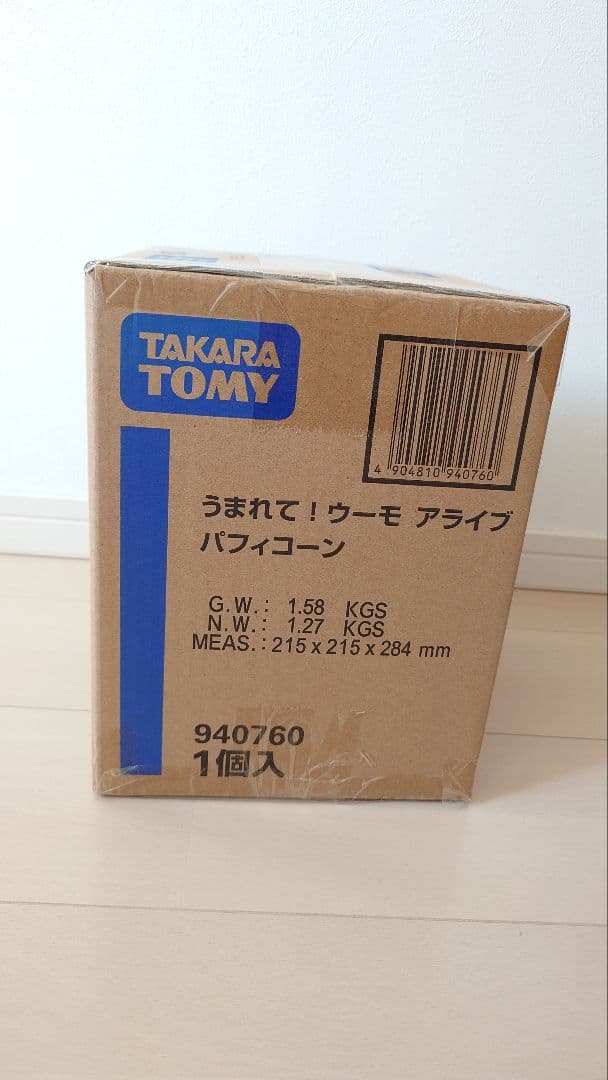 TAKARA
TOMY
4 904810 940760
うまれて！ウーモ アライブ
パフィコーン
G.W.: 1.58 KGS
N.W.: 1.27 KGS
MEAS.: 215 x 215 x 284 mm
940760
1個入